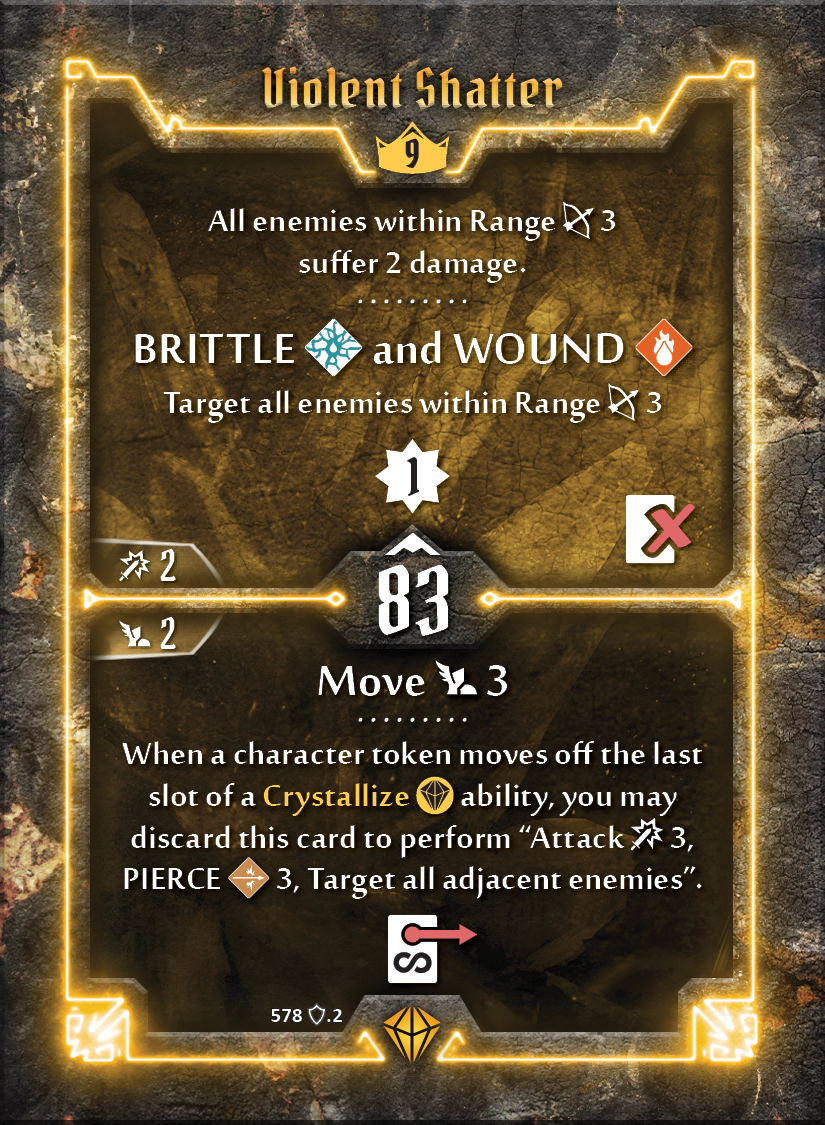 Violent Shatter
9
All enemies within Range 3
suffer 2 damage.
.........
BRITTLE and WOUND
Target all enemies within Range 3
1
2
83
2
Move 3
.........
When a character token moves off the last
slot of a Crystallize ability, you may
discard this card to perform “Attack 3,
PIERCE 3, Target all adjacent enemies”.
578 .2